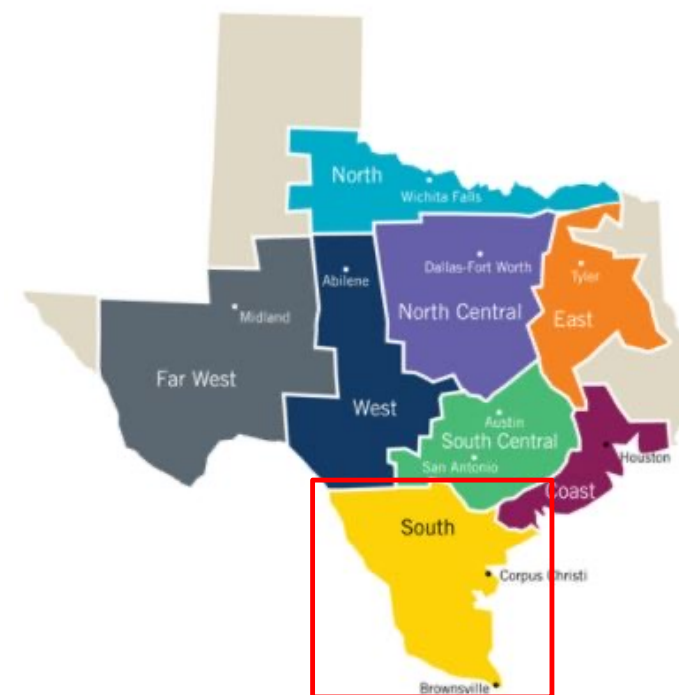 North
Wichita Falls
Abilene
Dallas-Fort Worth
Tyler
Midland
North Central
East
Far West
West
Austin
South Central
San Antonio
Houston
Coast
South
Corpus Christi
Brownsville